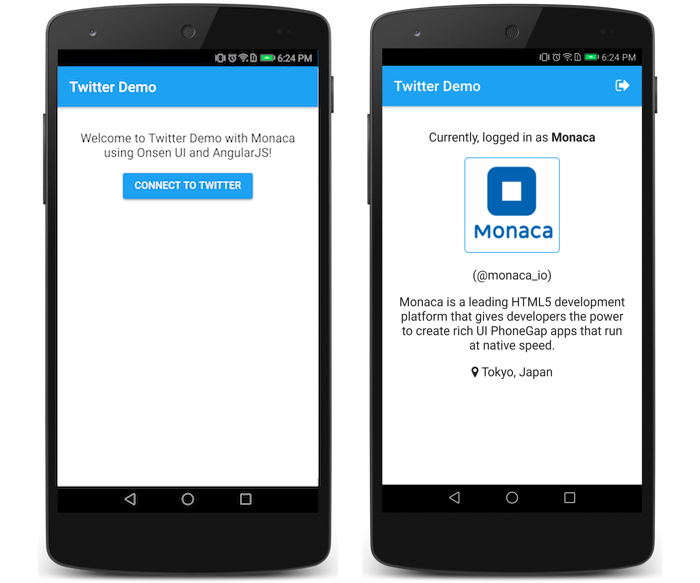 6:24 PM
Twitter Demo
Welcome to Twitter Demo with Monaca
using Onsen UI and AngularJS!
CONNECT TO TWITTER
6:24 PM
Twitter Demo
Currently, logged in as Monaca
Monaca
(@monaca_io)
Monaca is a leading HTML5 development
platform that gives developers the power
to create rich UI PhoneGap apps that run
at native speed.
Tokyo, Japan